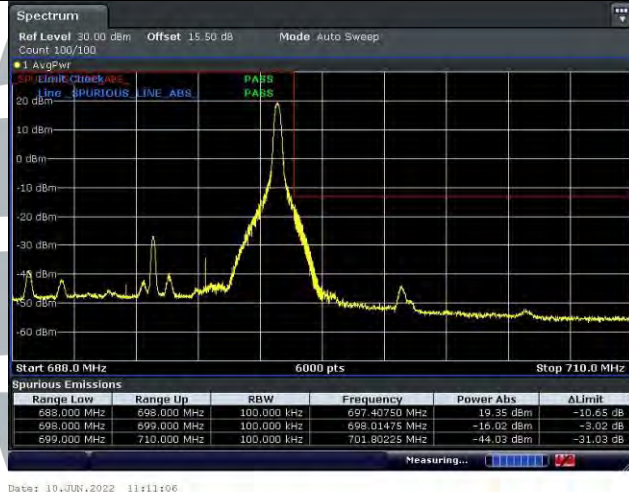 Spectrum
Ref Level 30.00 dBm Offset 15.50 dB Mode Auto Sweep
Count 100/100
1 AvgPwr
Limit Check PASS
Line _SPURIOUS_LINE_ABS_ PASS
20 dBm
10 dBm
0 dBm
-10 dBm
-20 dBm
-30 dBm
-40 dBm
-50 dBm
-60 dBm
Start 688.0 MHz 6000 pts Stop 710.0 MHz
Spurious Emissions
Range Low Range Up RBW Frequency Power Abs ΔLimit
688.000 MHz 698.000 MHz 100.000 kHz 697.40750 MHz 19.35 dBm -10.65 dB
698.000 MHz 699.000 MHz 100.000 kHz 698.01475 MHz -16.02 dBm -3.02 dB
699.000 MHz 710.000 MHz 100.000 kHz 701.80225 MHz -44.03 dBm -31.03 dB
Measuring...
Date: 10.JUN.2022 11:11:06